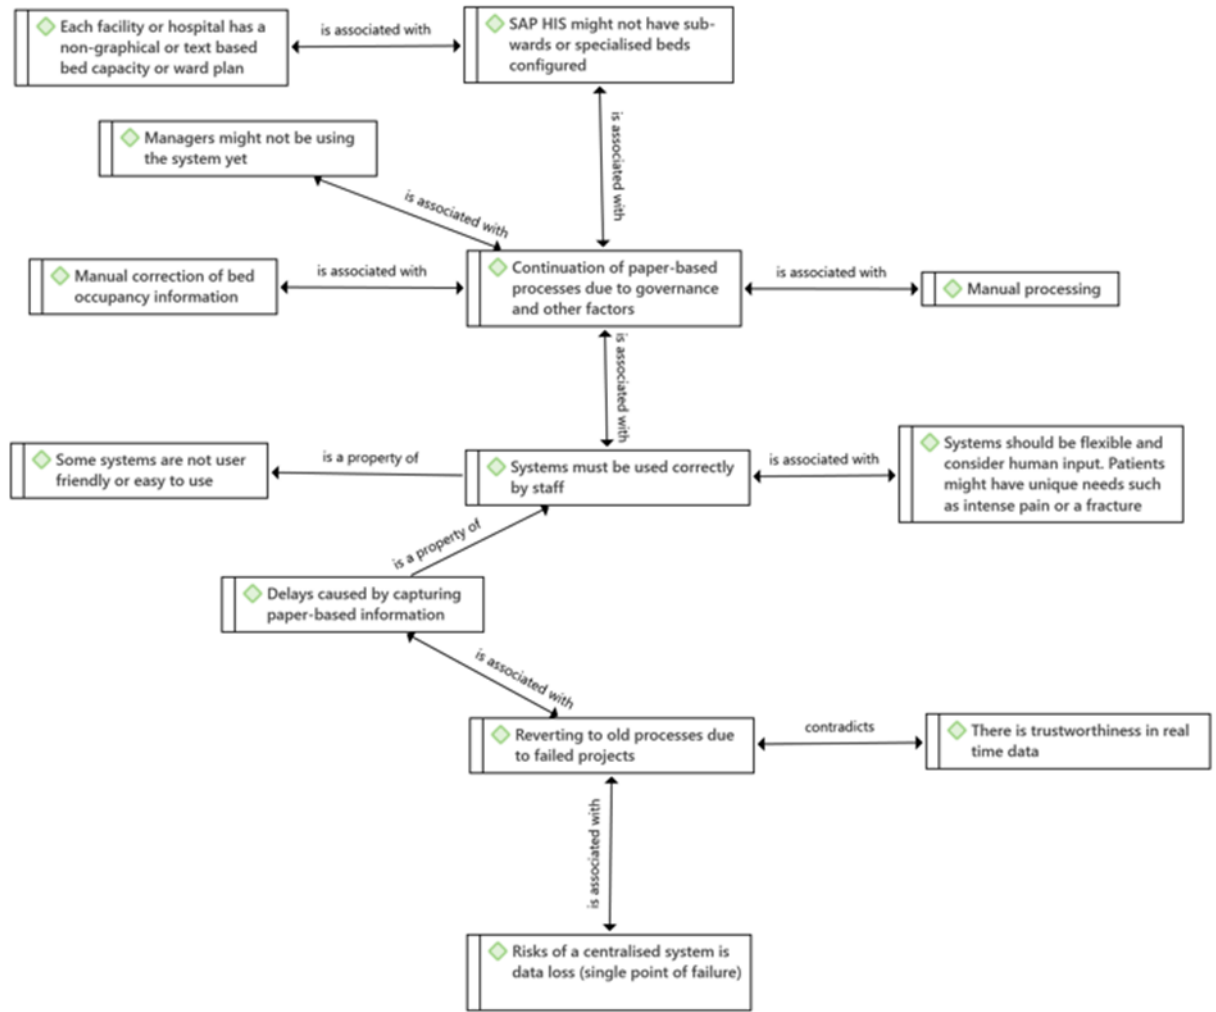 Each facility or hospital has a
non-graphical or text based
bed capacity or ward plan
is associated with
SAP HIS might not have sub-
wards or specialised beds
configured
is associated with
Managers might not be using
the system yet
is associated with
Manual correction of bed
occupancy information
is associated with
Continuation of paper-based
processes due to governance
and other factors
is associated with
Manual processing
is associated with
Some systems are not user
friendly or easy to use
is a property of
Systems must be used correctly
by staff
is associated with
Systems should be flexible and
consider human input. Patients
might have unique needs such
as intense pain or a fracture
is a property of
Delays caused by capturing
paper-based information
is associated with
Reverting to old processes due
to failed projects
contradicts
There is trustworthiness in real
time data
is associated with
Risks of a centralised system is
data loss (single point of failure)